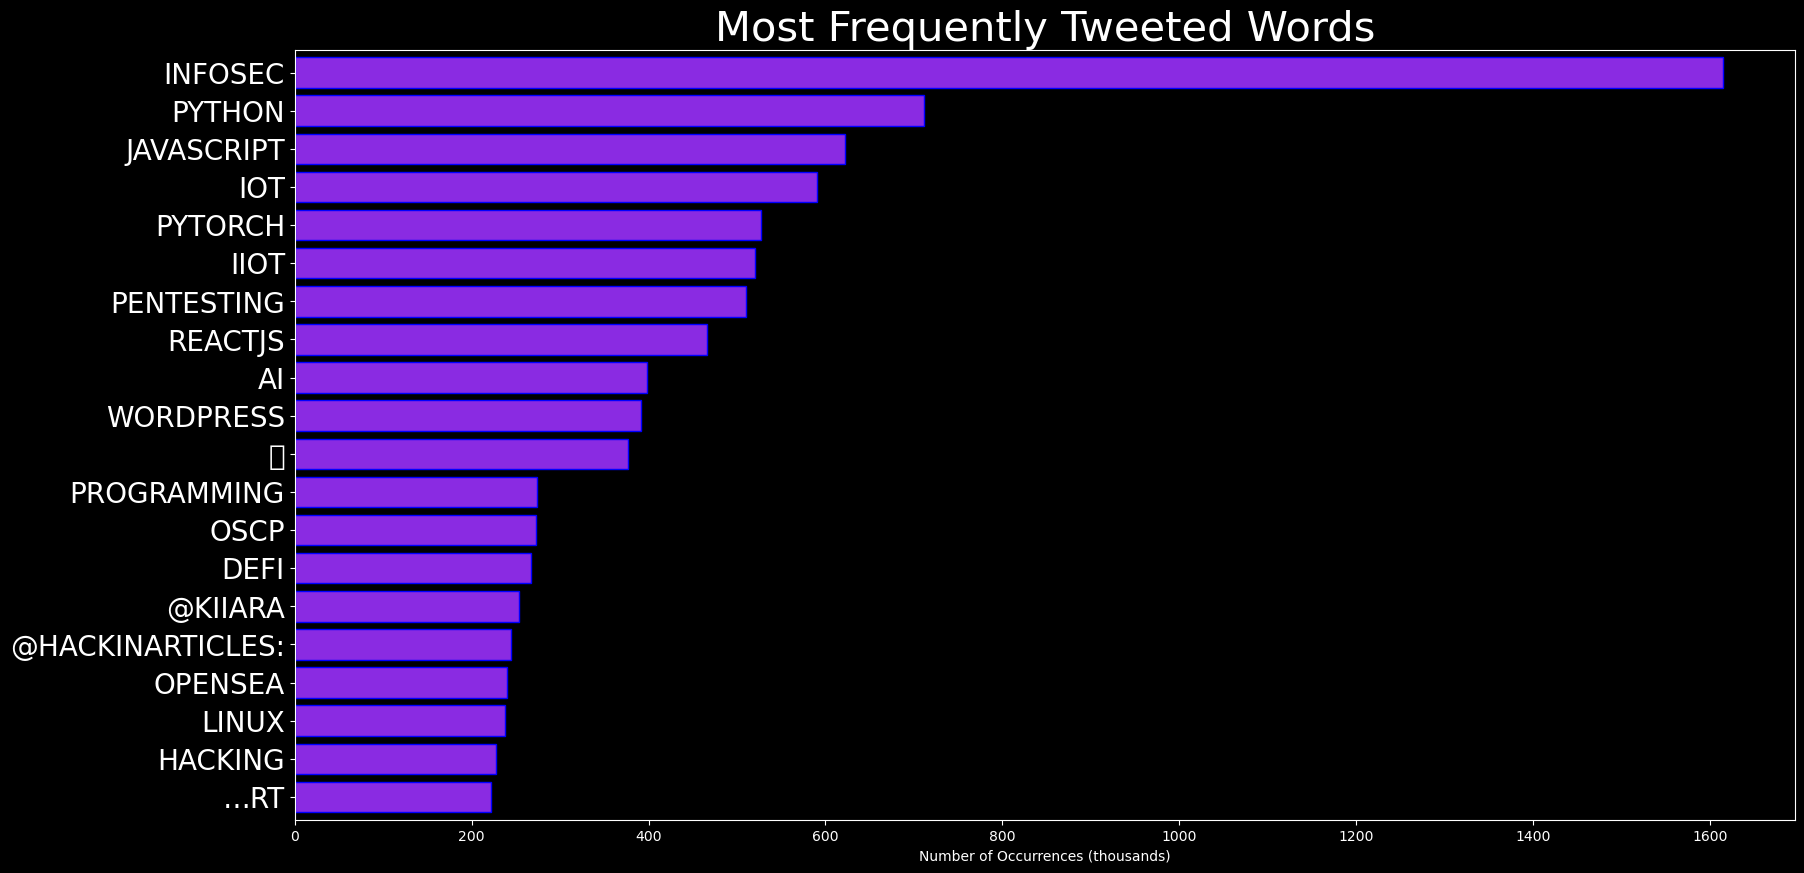 Most Frequently Tweeted Words
INFOSEC
PYTHON
JAVASCRIPT
IOT
PYTORCH
IIOT
PENTESTING
REACTJS
AI
WORDPRESS
PROGRAMMING
OSCP
DEFI
@KIIARA
@HACKINARTICLES:
OPENSEA
LINUX
HACKING
…RT
0 200 400 600 800 1000 1200 1400 1600
Number of Occurrences (thousands)